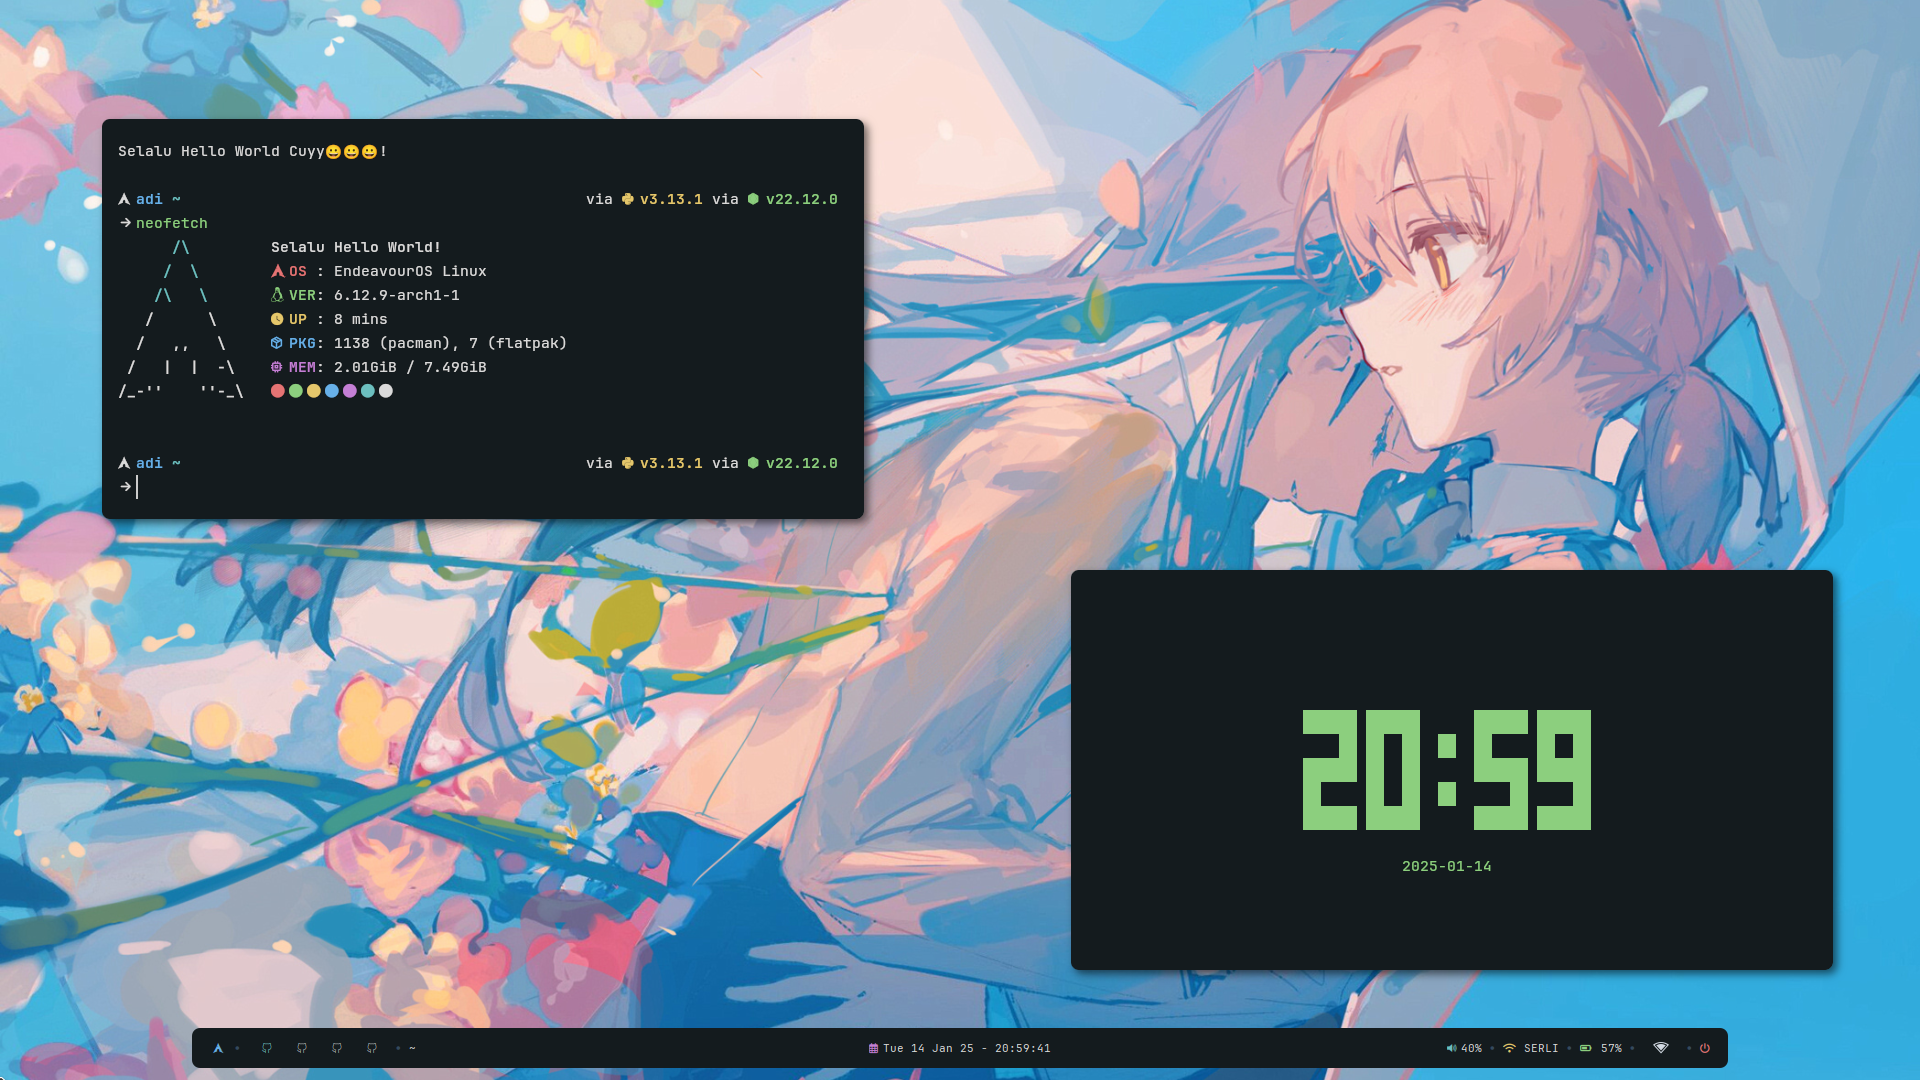 Selalu Hello World Cuyy😀😀😀!
adi ~ via v3.13.1 via v22.12.0
→ neofetch
/\ Selalu Hello World!
/  \ OS : EndeavourOS Linux
/\   \ VER: 6.12.9-arch1-1
/      \ UP : 8 mins
/   ,,   \ PKG: 1138 (pacman), 7 (flatpak)
/   |  |  -\ MEM: 2.01GiB / 7.49GiB
/_-''    ''-_\
adi ~ via v3.13.1 via v22.12.0
→
20:59
2025-01-14
~ Tue 14 Jan 25 - 20:59:41 40% SERLI 57%